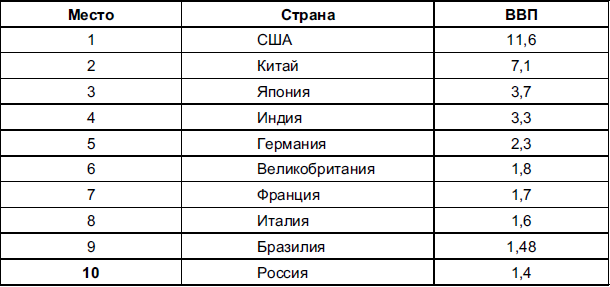 Место Страна ВВП
1 США 11,6
2 Китай 7,1
3 Япония 3,7
4 Индия 3,3
5 Германия 2,3
6 Великобритания 1,8
7 Франция 1,7
8 Италия 1,6
9 Бразилия 1,48
10 Россия 1,4